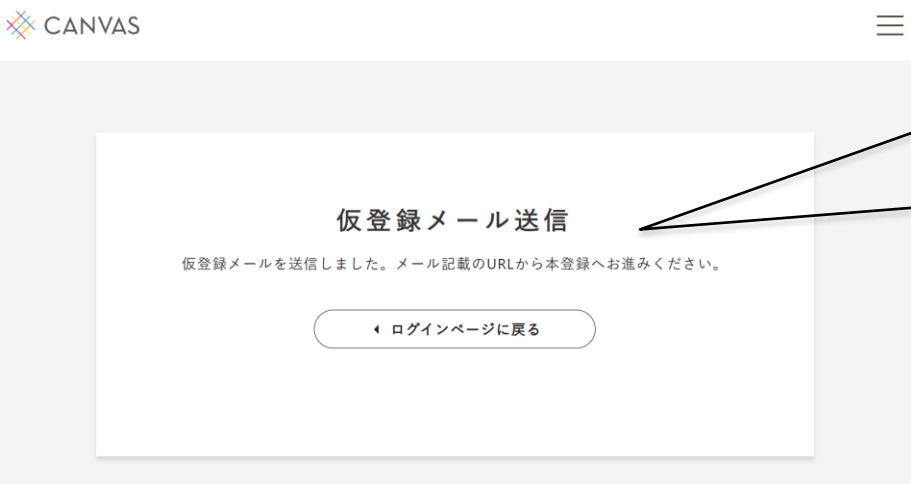 CANVAS
仮登録メール送信
仮登録メールを送信しました。メール記載のURLから本登録へお進みください。
ログインページに戻る